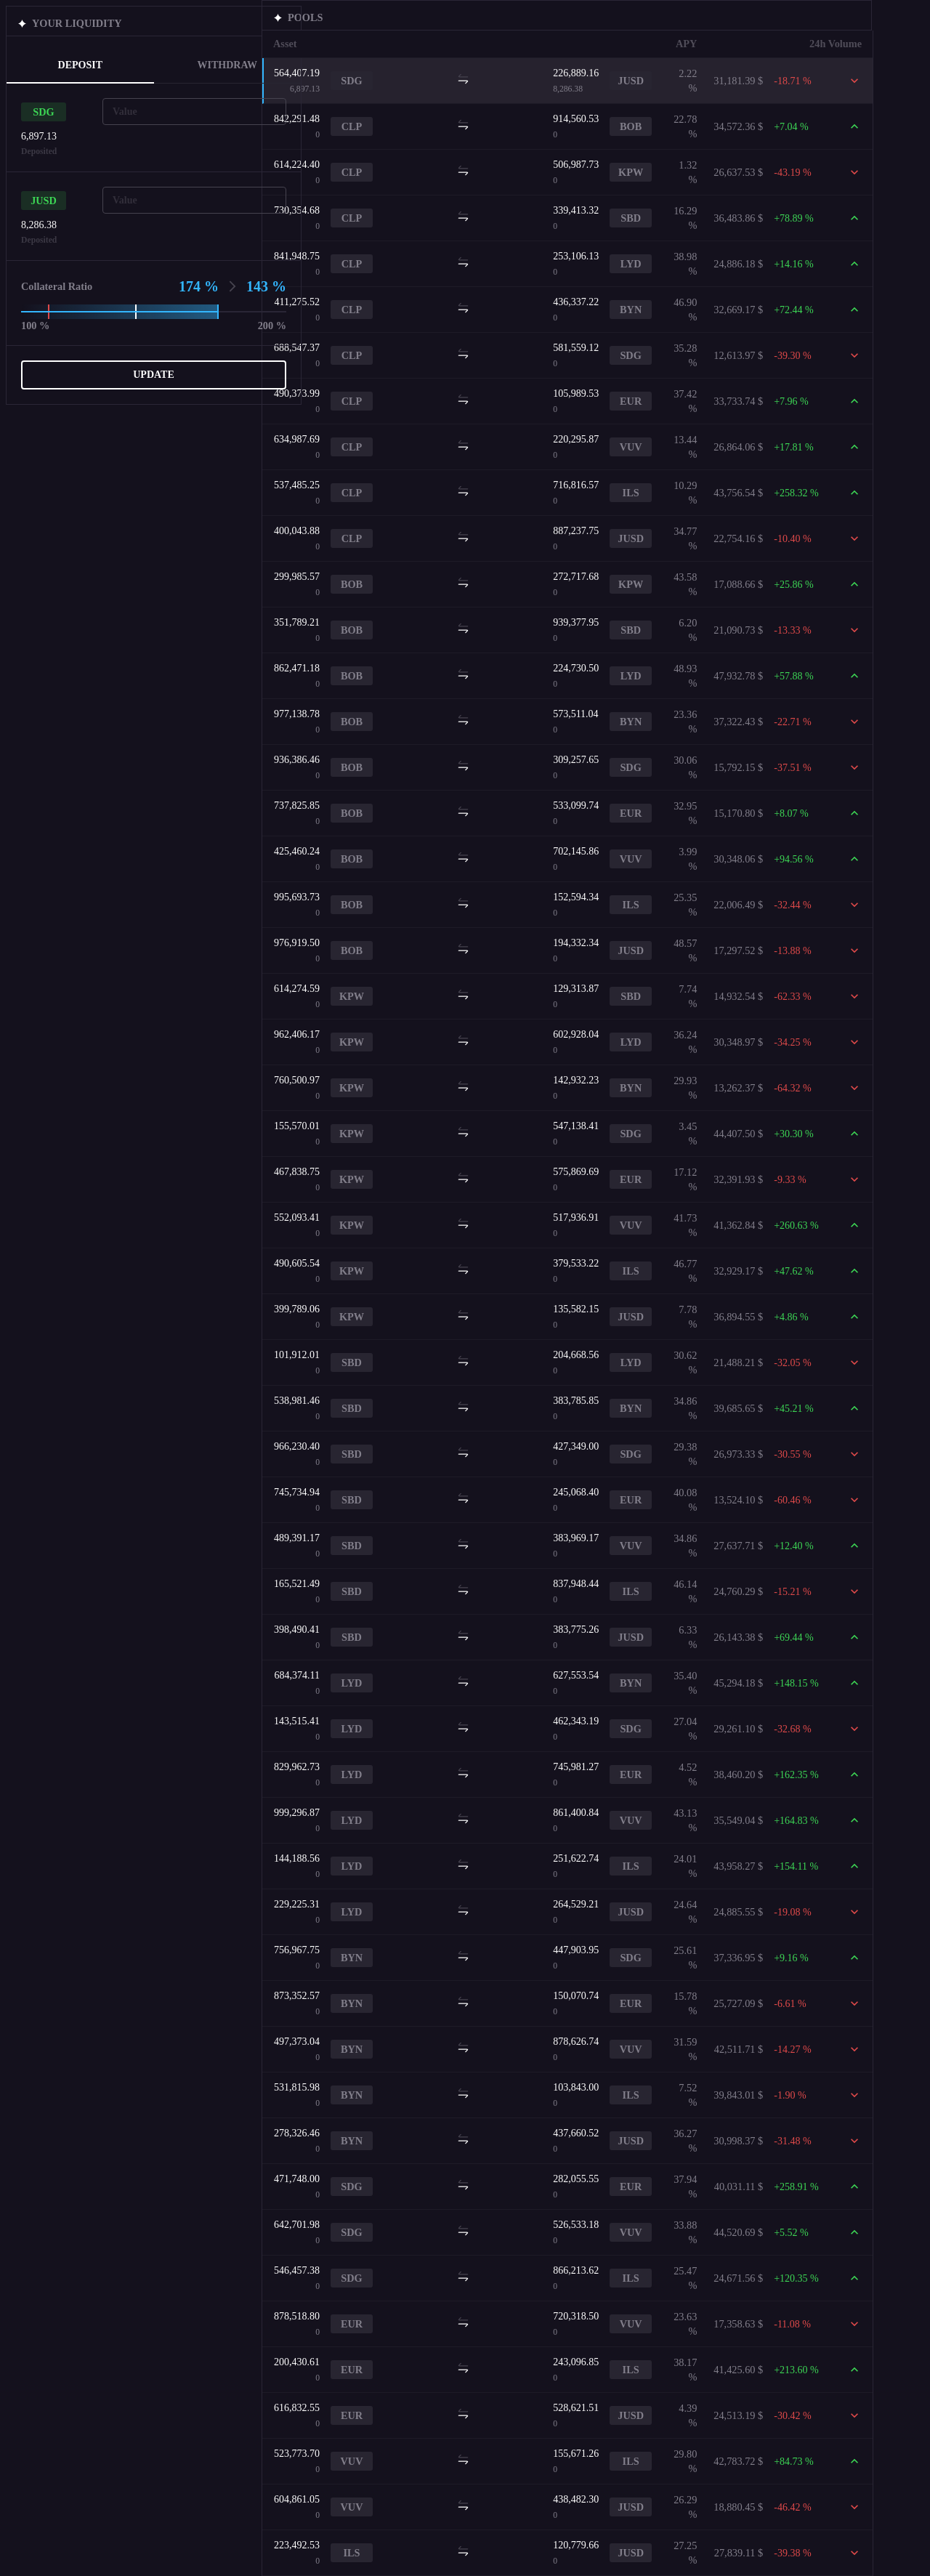 ✦ YOUR LIQUIDITY
DEPOSIT WITHDRAW
SDG Value
6,897.13
Deposited
JUSD Value
8,286.38
Deposited
Collateral Ratio 174 % 143 %
100 % 200 %
UPDATE
✦ POOLS
Asset APY 24h Volume
564,407.19 6,897.13 SDG 226,889.16 8,286.38 JUSD 2.22 % 31,181.39 $ -18.71 %
842,291.48 0 CLP 914,560.53 0 BOB 22.78 % 34,572.36 $ +7.04 %
614,224.40 0 CLP 506,987.73 0 KPW 1.32 % 26,637.53 $ -43.19 %
730,354.68 0 CLP 339,413.32 0 SBD 16.29 % 36,483.86 $ +78.89 %
841,948.75 0 CLP 253,106.13 0 LYD 38.98 % 24,886.18 $ +14.16 %
411,275.52 0 CLP 436,337.22 0 BYN 46.90 % 32,669.17 $ +72.44 %
688,547.37 0 CLP 581,559.12 0 SDG 35.28 % 12,613.97 $ -39.30 %
490,373.99 0 CLP 105,989.53 0 EUR 37.42 % 33,733.74 $ +7.96 %
634,987.69 0 CLP 220,295.87 0 VUV 13.44 % 26,864.06 $ +17.81 %
537,485.25 0 CLP 716,816.57 0 ILS 10.29 % 43,756.54 $ +258.32 %
400,043.88 0 CLP 887,237.75 0 JUSD 34.77 % 22,754.16 $ -10.40 %
299,985.57 0 BOB 272,717.68 0 KPW 43.58 % 17,088.66 $ +25.86 %
351,789.21 0 BOB 939,377.95 0 SBD 6.20 % 21,090.73 $ -13.33 %
862,471.18 0 BOB 224,730.50 0 LYD 48.93 % 47,932.78 $ +57.88 %
977,138.78 0 BOB 573,511.04 0 BYN 23.36 % 37,322.43 $ -22.71 %
936,386.46 0 BOB 309,257.65 0 SDG 30.06 % 15,792.15 $ -37.51 %
737,825.85 0 BOB 533,099.74 0 EUR 32.95 % 15,170.80 $ +8.07 %
425,460.24 0 BOB 702,145.86 0 VUV 3.99 % 30,348.06 $ +94.56 %
995,693.73 0 BOB 152,594.34 0 ILS 25.35 % 22,006.49 $ -32.44 %
976,919.50 0 BOB 194,332.34 0 JUSD 48.57 % 17,297.52 $ -13.88 %
614,274.59 0 KPW 129,313.87 0 SBD 7.74 % 14,932.54 $ -62.33 %
962,406.17 0 KPW 602,928.04 0 LYD 36.24 % 30,348.97 $ -34.25 %
760,500.97 0 KPW 142,932.23 0 BYN 29.93 % 13,262.37 $ -64.32 %
155,570.01 0 KPW 547,138.41 0 SDG 3.45 % 44,407.50 $ +30.30 %
467,838.75 0 KPW 575,869.69 0 EUR 17.12 % 32,391.93 $ -9.33 %
552,093.41 0 KPW 517,936.91 0 VUV 41.73 % 41,362.84 $ +260.63 %
490,605.54 0 KPW 379,533.22 0 ILS 46.77 % 32,929.17 $ +47.62 %
399,789.06 0 KPW 135,582.15 0 JUSD 7.78 % 36,894.55 $ +4.86 %
101,912.01 0 SBD 204,668.56 0 LYD 30.62 % 21,488.21 $ -32.05 %
538,981.46 0 SBD 383,785.85 0 BYN 34.86 % 39,685.65 $ +45.21 %
966,230.40 0 SBD 427,349.00 0 SDG 29.38 % 26,973.33 $ -30.55 %
745,734.94 0 SBD 245,068.40 0 EUR 40.08 % 13,524.10 $ -60.46 %
489,391.17 0 SBD 383,969.17 0 VUV 34.86 % 27,637.71 $ +12.40 %
165,521.49 0 SBD 837,948.44 0 ILS 46.14 % 24,760.29 $ -15.21 %
398,490.41 0 SBD 383,775.26 0 JUSD 6.33 % 26,143.38 $ +69.44 %
684,374.11 0 LYD 627,553.54 0 BYN 35.40 % 45,294.18 $ +148.15 %
143,515.41 0 LYD 462,343.19 0 SDG 27.04 % 29,261.10 $ -32.68 %
829,962.73 0 LYD 745,981.27 0 EUR 4.52 % 38,460.20 $ +162.35 %
999,296.87 0 LYD 861,400.84 0 VUV 43.13 % 35,549.04 $ +164.83 %
144,188.56 0 LYD 251,622.74 0 ILS 24.01 % 43,958.27 $ +154.11 %
229,225.31 0 LYD 264,529.21 0 JUSD 24.64 % 24,885.55 $ -19.08 %
756,967.75 0 BYN 447,903.95 0 SDG 25.61 % 37,336.95 $ +9.16 %
873,352.57 0 BYN 150,070.74 0 EUR 15.78 % 25,727.09 $ -6.61 %
497,373.04 0 BYN 878,626.74 0 VUV 31.59 % 42,511.71 $ -14.27 %
531,815.98 0 BYN 103,843.00 0 ILS 7.52 % 39,843.01 $ -1.90 %
278,326.46 0 BYN 437,660.52 0 JUSD 36.27 % 30,998.37 $ -31.48 %
471,748.00 0 SDG 282,055.55 0 EUR 37.94 % 40,031.11 $ +258.91 %
642,701.98 0 SDG 526,533.18 0 VUV 33.88 % 44,520.69 $ +5.52 %
546,457.38 0 SDG 866,213.62 0 ILS 25.47 % 24,671.56 $ +120.35 %
878,518.80 0 EUR 720,318.50 0 VUV 23.63 % 17,358.63 $ -11.08 %
200,430.61 0 EUR 243,096.85 0 ILS 38.17 % 41,425.60 $ +213.60 %
616,832.55 0 EUR 528,621.51 0 JUSD 4.39 % 24,513.19 $ -30.42 %
523,773.70 0 VUV 155,671.26 0 ILS 29.80 % 42,783.72 $ +84.73 %
604,861.05 0 VUV 438,482.30 0 JUSD 26.29 % 18,880.45 $ -46.42 %
223,492.53 0 ILS 120,779.66 0 JUSD 27.25 % 27,839.11 $ -39.38 %